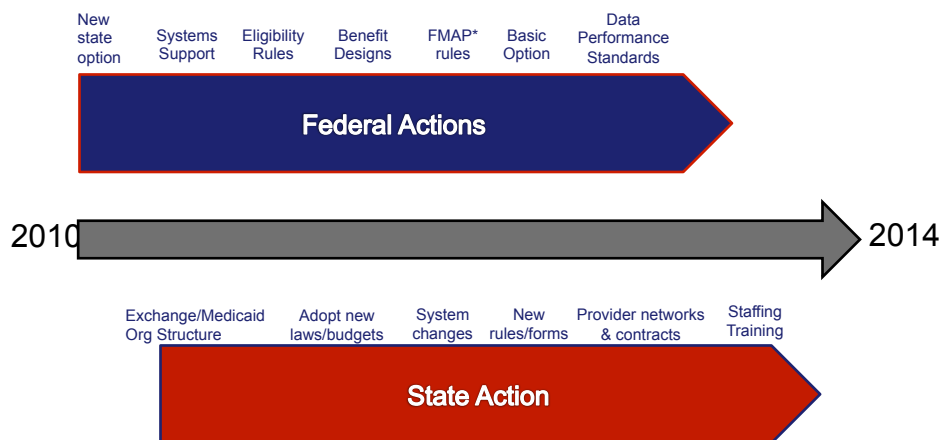 New
state
option
Systems
Support
Eligibility
Rules
Benefit
Designs
FMAP*
rules
Basic
Option
Data
Performance
Standards
Federal Actions
2010
2014
Exchange/Medicaid
Org Structure
Adopt new
laws/budgets
System
changes
New
rules/forms
Provider networks
& contracts
Staffing
Training
State Action